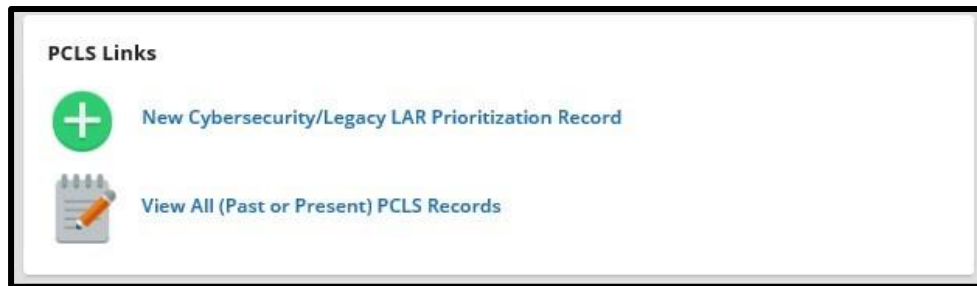 PCLS Links
New Cybersecurity/Legacy LAR Prioritization Record
View All (Past or Present) PCLS Records